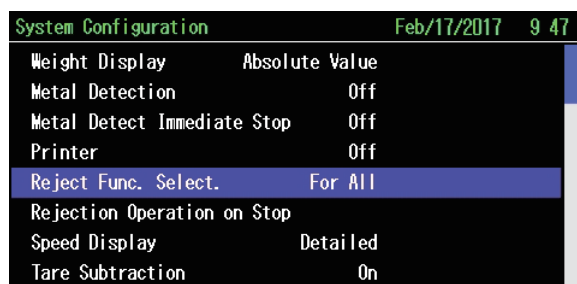 System Configuration Feb/17/2017 9 47
Weight Display Absolute Value
Metal Detection Off
Metal Detect Immediate Stop Off
Printer Off
Reject Func. Select. For All
Rejection Operation on Stop
Speed Display Detailed
Tare Subtraction On